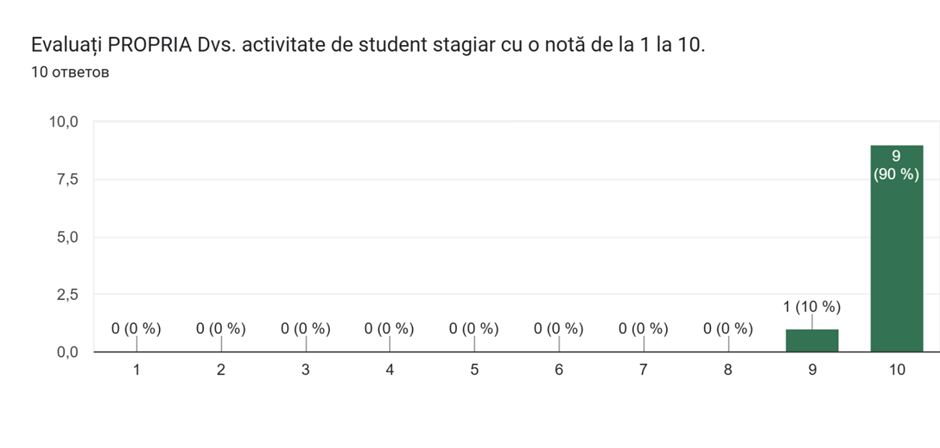 Evaluați PROPRIA Dvs. activitate de student stagiar cu o notă de la 1 la 10.
10 ответов
10,0
7,5
5,0
2,5
0,0
0 (0 %) 0 (0 %) 0 (0 %) 0 (0 %) 0 (0 %) 0 (0 %) 0 (0 %) 0 (0 %)
1 (10 %)
9
(90 %)
1 2 3 4 5 6 7 8 9 10